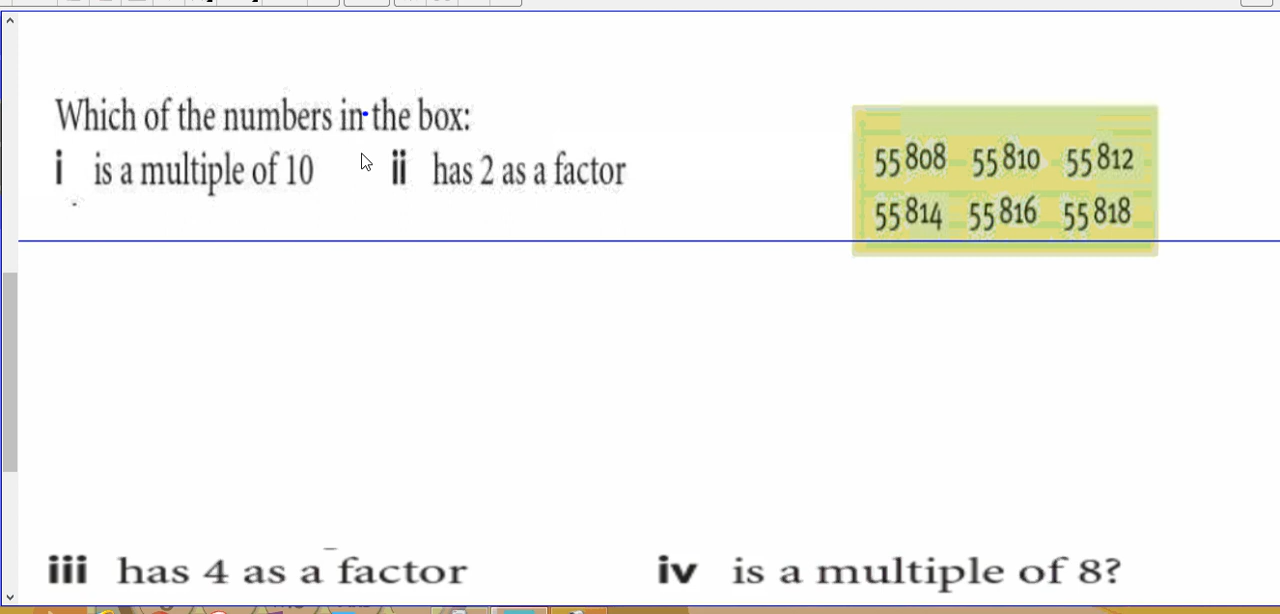 Which of the numbers in the box:
i is a multiple of 10 ii has 2 as a factor
55 808 55 810 55 812
55 814 55 816 55 818
iii has 4 as a factor iv is a multiple of 8?